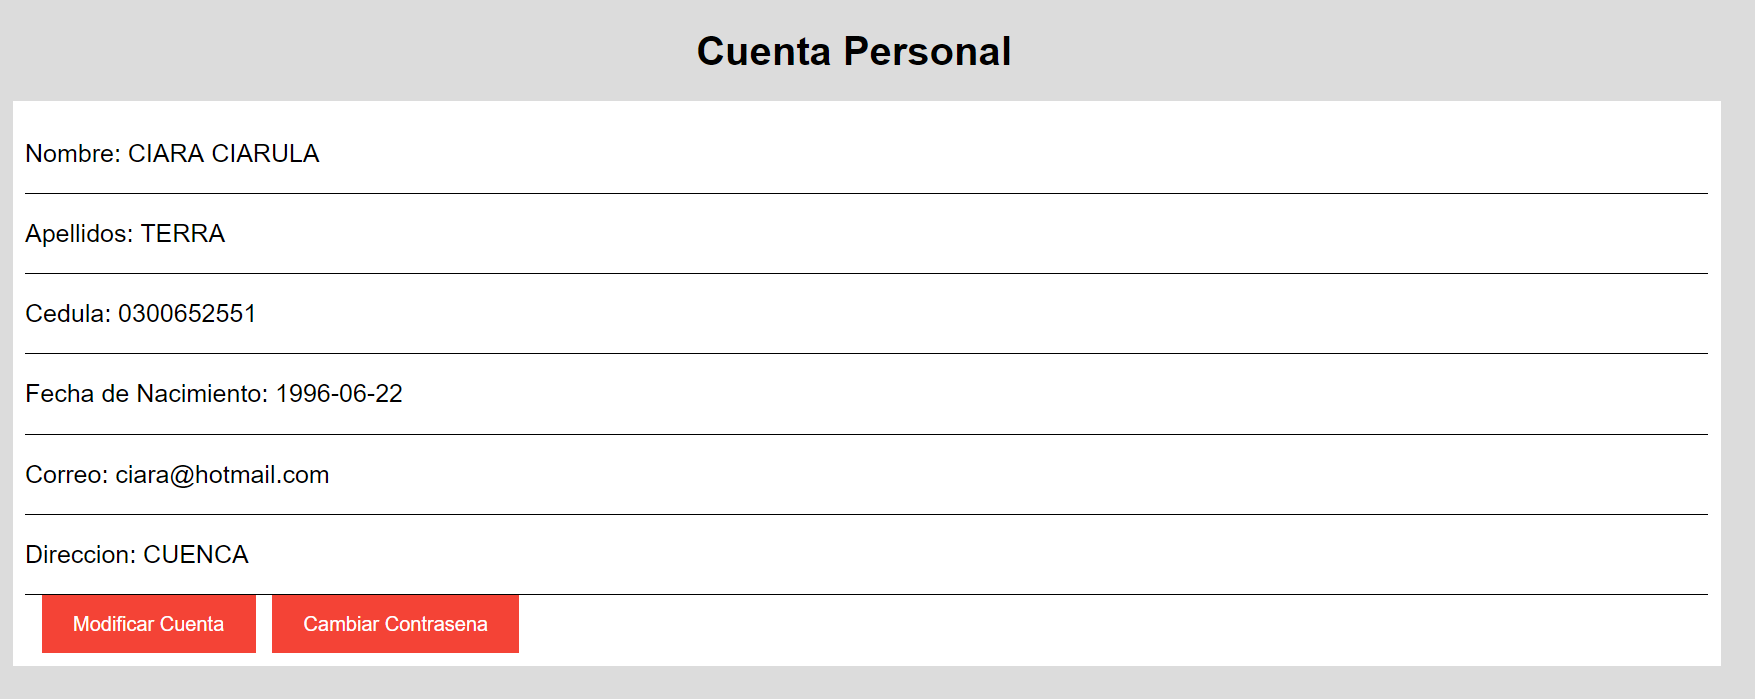 Cuenta Personal
Nombre: CIARA CIARULA
Apellidos: TERRA
Cedula: 0300652551
Fecha de Nacimiento: 1996-06-22
Correo: ciara@hotmail.com
Direccion: CUENCA
Modificar Cuenta Cambiar Contrasena